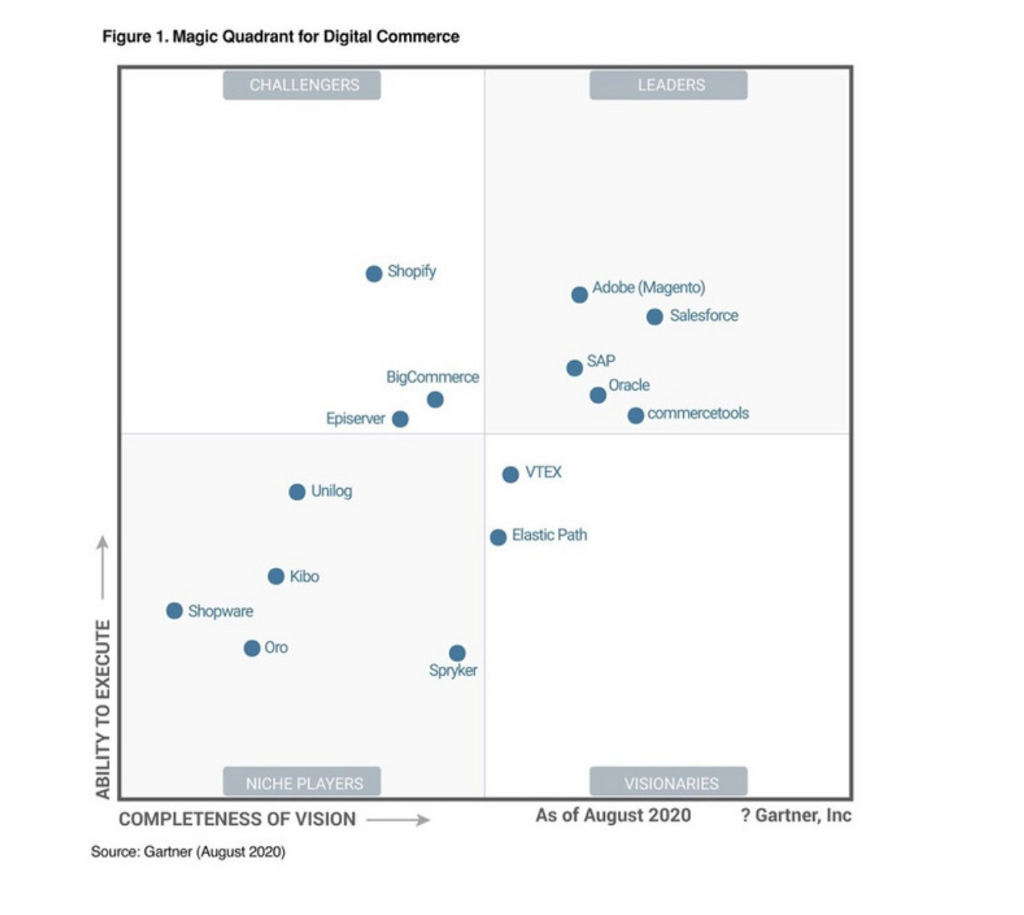 Figure 1. Magic Quadrant for Digital Commerce
CHALLENGERS
LEADERS
Shopify
Adobe (Magento)
Salesforce
SAP
BigCommerce
Oracle
Episerver
commercetools
VTEX
Unilog
Elastic Path
Kibo
Shopware
Oro
Spryker
ABILITY TO EXECUTE
NICHE PLAYERS
VISIONARIES
COMPLETENESS OF VISION
As of August 2020
? Gartner, Inc
Source: Gartner (August 2020)